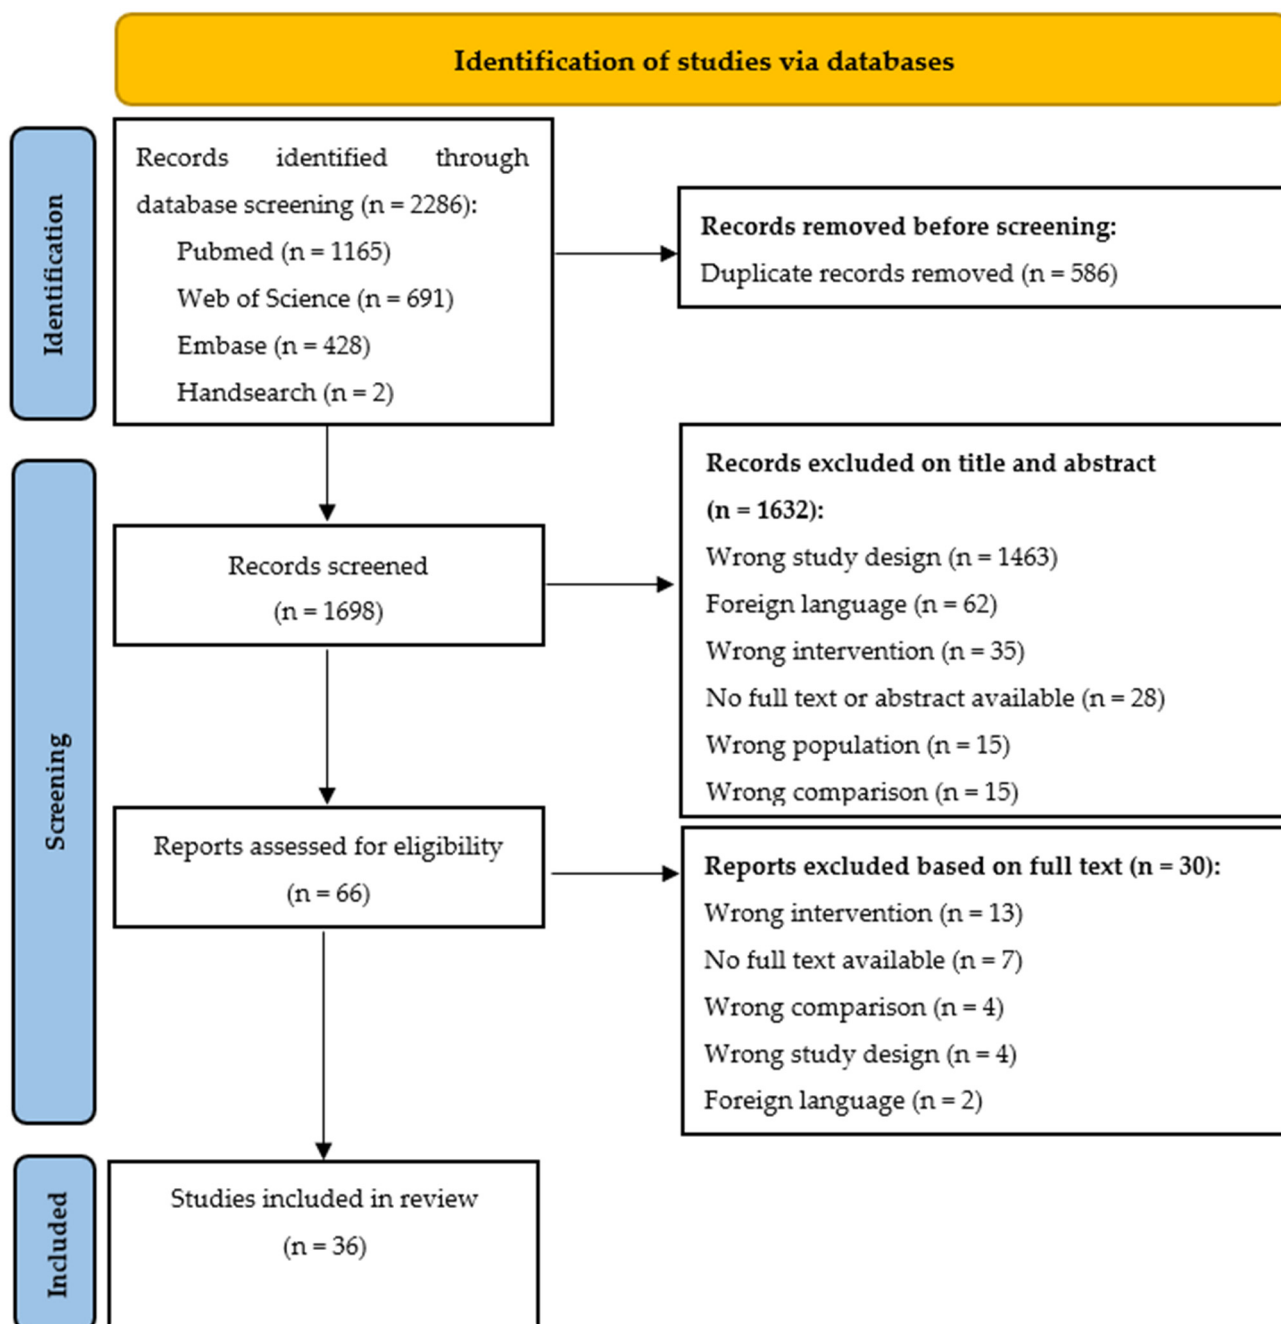 Identification of studies via databases
Identification
Records identified through
database screening (n = 2286):
Pubmed (n = 1165)
Web of Science (n = 691)
Embase (n = 428)
Handsearch (n = 2)
Records removed before screening:
Duplicate records removed (n = 586)
Screening
Records screened
(n = 1698)
Records excluded on title and abstract
(n = 1632):
Wrong study design (n = 1463)
Foreign language (n = 62)
Wrong intervention (n = 35)
No full text or abstract available (n = 28)
Wrong population (n = 15)
Wrong comparison (n = 15)
Reports assessed for eligibility
(n = 66)
Reports excluded based on full text (n = 30):
Wrong intervention (n = 13)
No full text available (n = 7)
Wrong comparison (n = 4)
Wrong study design (n = 4)
Foreign language (n = 2)
Included
Studies included in review
(n = 36)